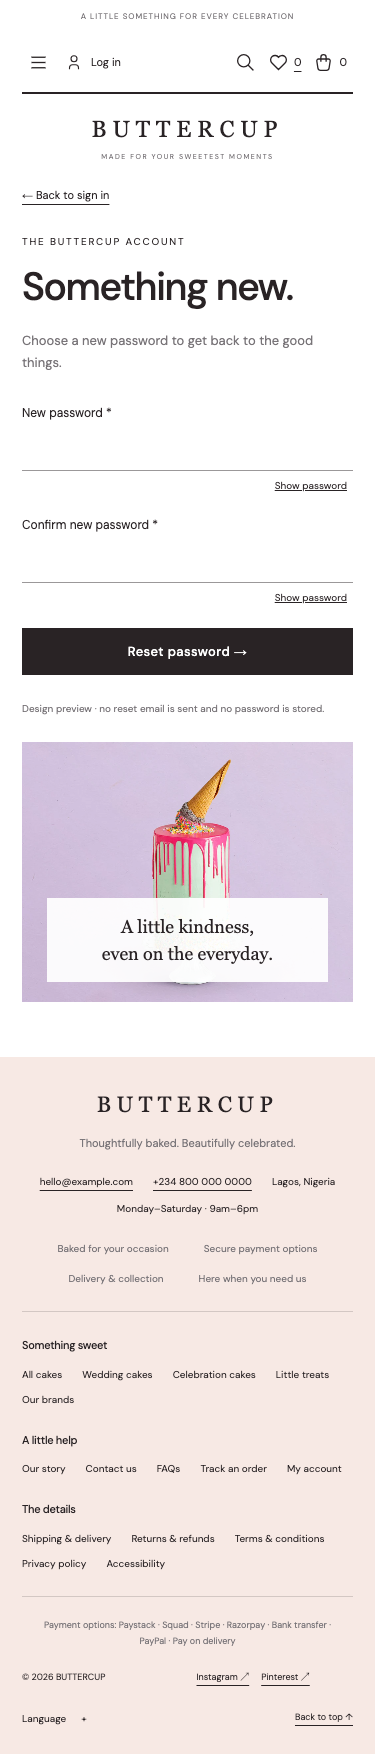 A LITTLE SOMETHING FOR EVERY CELEBRATION
Log in
0
0
BUTTERCUP
MADE FOR YOUR SWEETEST MOMENTS
← Back to sign in
THE BUTTERCUP ACCOUNT
Something new.
Choose a new password to get back to the good
things.
New password *
Show password
Confirm new password *
Show password
Reset password →
Design preview · no reset email is sent and no password is stored.
A little kindness,
even on the everyday.
BUTTERCUP
Thoughtfully baked. Beautifully celebrated.
hello@example.com +234 800 000 0000 Lagos, Nigeria
Monday–Saturday · 9am–6pm
Baked for your occasion Secure payment options
Delivery & collection Here when you need us
Something sweet
All cakes Wedding cakes Celebration cakes Little treats
Our brands
A little help
Our story Contact us FAQs Track an order My account
The details
Shipping & delivery Returns & refunds Terms & conditions
Privacy policy Accessibility
Payment options: Paystack · Squad · Stripe · Razorpay · Bank transfer ·
PayPal · Pay on delivery
© 2026 BUTTERCUP Instagram ↗ Pinterest ↗
Language + Back to top ↑